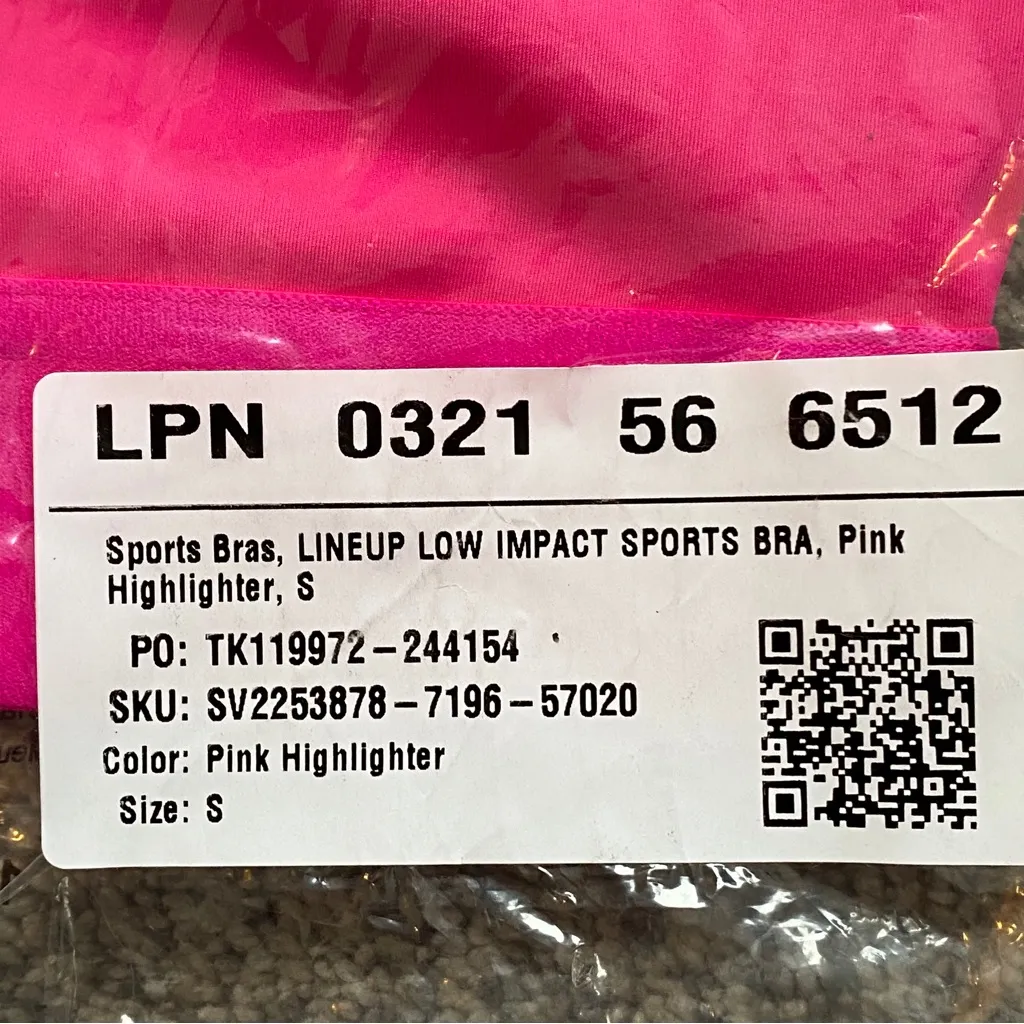 LPN 0321 56 6512
Sports Bras, LINEUP LOW IMPACT SPORTS BRA, Pink
Highlighter, S
PO: TK119972-244154
SKU: SV2253878-7196-57020
Color: Pink Highlighter
Size: S